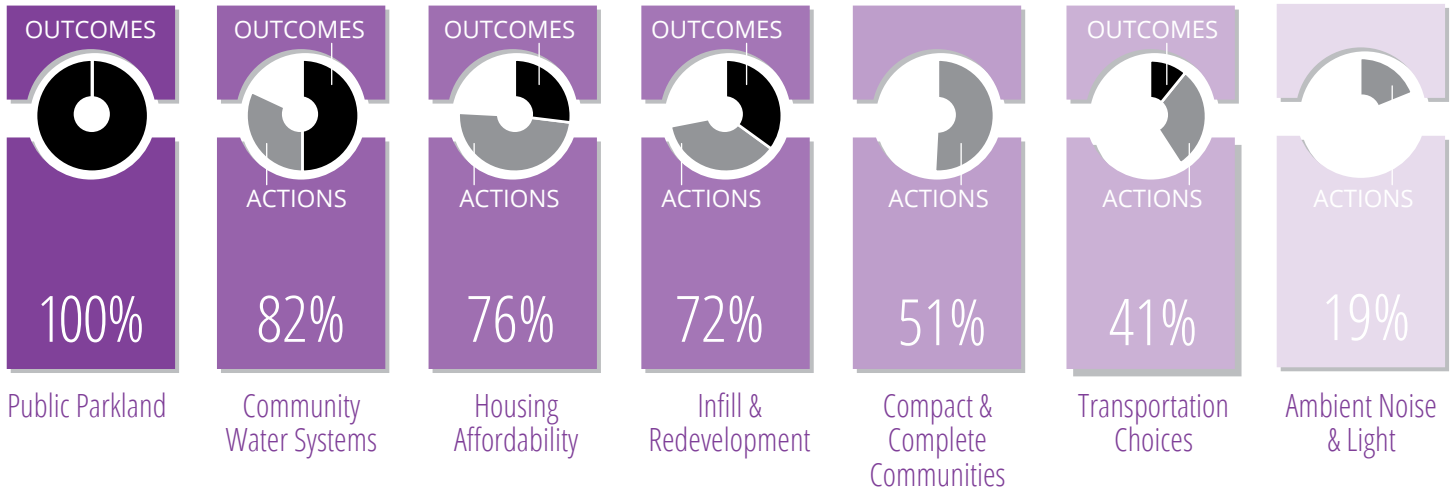 OUTCOMES
ACTIONS
100%
Public Parkland
OUTCOMES
ACTIONS
82%
Community
Water Systems
OUTCOMES
ACTIONS
76%
Housing
Affordability
OUTCOMES
ACTIONS
72%
Infill &
Redevelopment
ACTIONS
51%
Compact &
Complete
Communities
OUTCOMES
ACTIONS
41%
Transportation
Choices
ACTIONS
19%
Ambient Noise
& Light